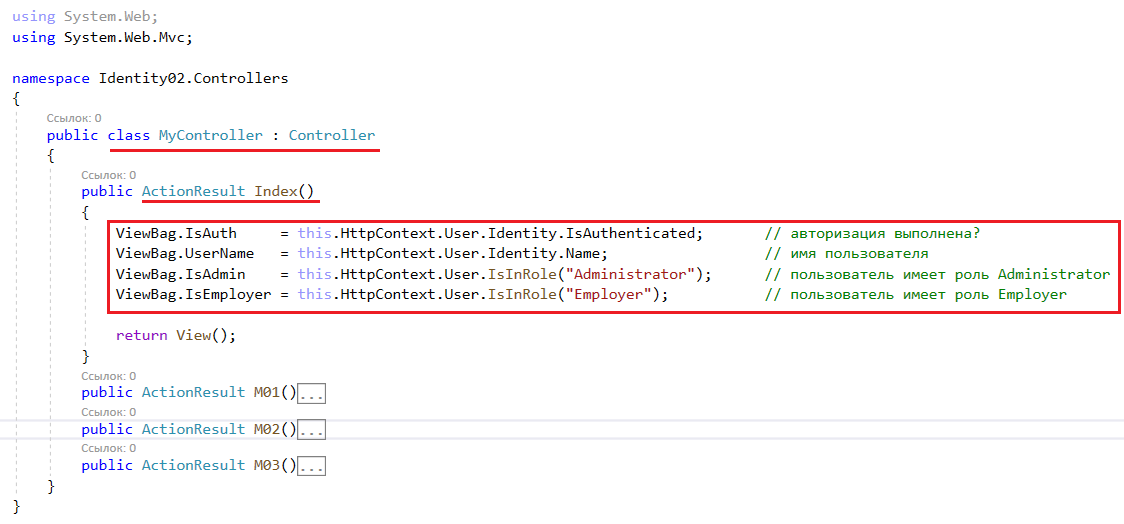 using System.Web;
using System.Web.Mvc;
namespace Identity02.Controllers
{
Ссылок: 0
public class MyController : Controller
{
Ссылок: 0
public ActionResult Index()
{
ViewBag.IsAuth     = this.HttpContext.User.Identity.IsAuthenticated;       // авторизация выполнена?
ViewBag.UserName   = this.HttpContext.User.Identity.Name;                  // имя пользователя
ViewBag.IsAdmin    = this.HttpContext.User.IsInRole("Administrator");      // пользователь имеет роль Administrator
ViewBag.IsEmployer = this.HttpContext.User.IsInRole("Employer");           // пользователь имеет роль Employer
return View();
}
Ссылок: 0
public ActionResult M01()...
Ссылок: 0
public ActionResult M02()...
Ссылок: 0
public ActionResult M03()...
}
}